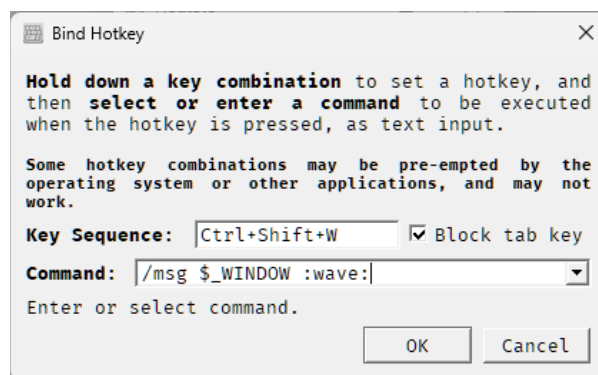 Bind Hotkey
Hold down a key combination to set a hotkey, and
then select or enter a command to be executed
when the hotkey is pressed, as text input.
Some hotkey combinations may be pre-empted by the
operating system or other applications, and may not
work.
Key Sequence: Ctrl+Shift+W Block tab key
Command: /msg $_WINDOW :wave:
Enter or select command.
OK Cancel